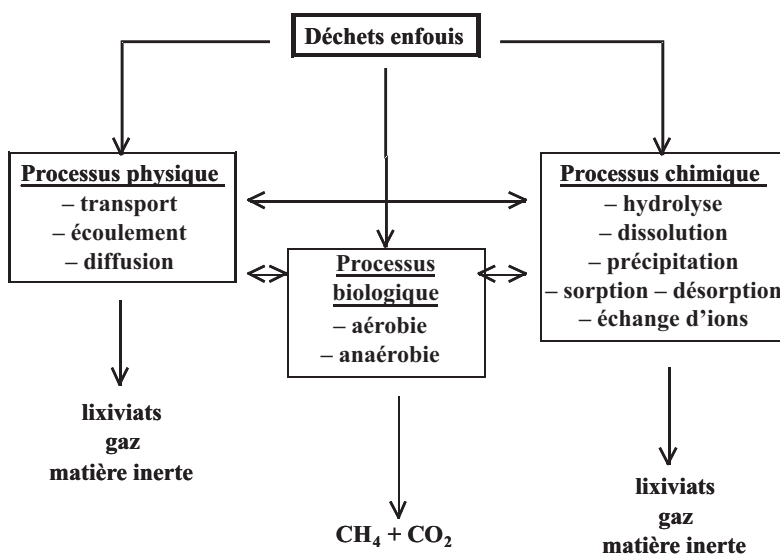 Déchets enfouis
Processus physique
– transport
– écoulement
– diffusion
Processus
biologique
– aérobie
– anaérobie
Processus chimique
– hydrolyse
– dissolution
– précipitation
– sorption – désorption
– échange d’ions
lixiviats
gaz
matière inerte
CH₄ + CO₂
lixiviats
gaz
matière inerte